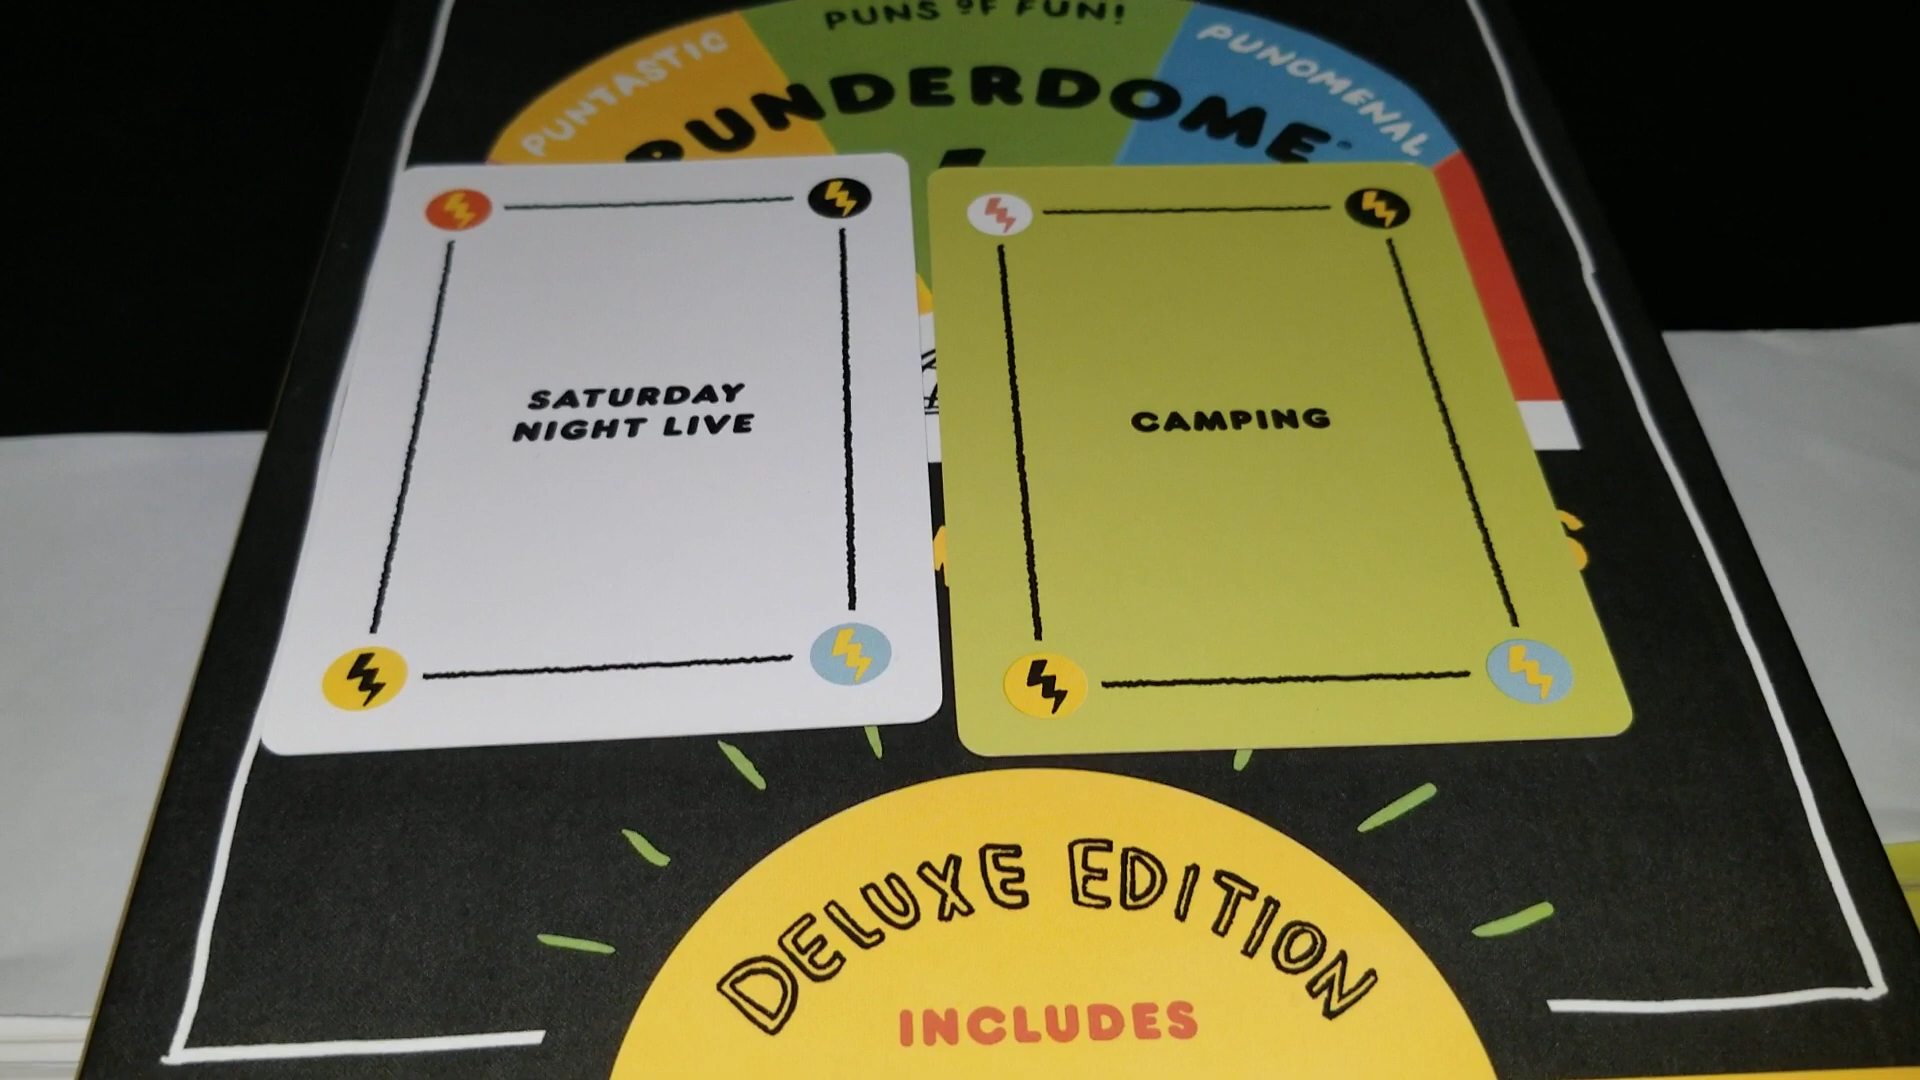 PUNS OF FUN!
PUNTASTIC
PUNOMENAL
PUNDERDOME
SATURDAY
NIGHT LIVE
CAMPING
DELUXE EDITION
INCLUDES